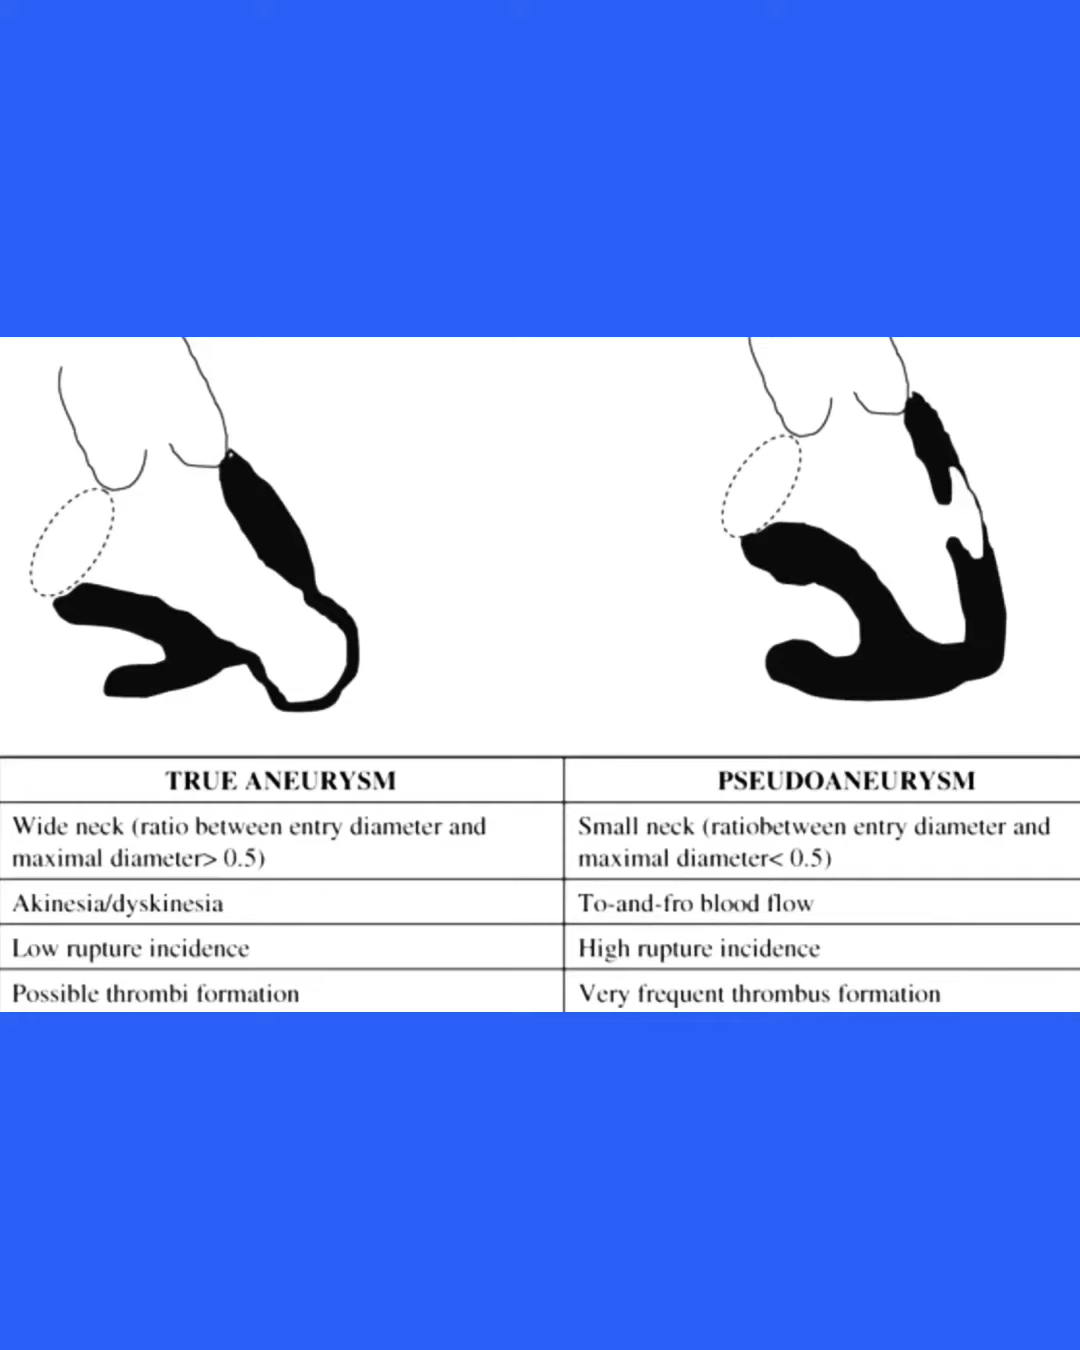 TRUE ANEURYSM
PSEUDOANEURYSM
Wide neck (ratio between entry diameter and
maximal diameter> 0.5)
Small neck (ratiobetween entry diameter and
maximal diameter< 0.5)
Akinesia/dyskinesia
To-and-fro blood flow
Low rupture incidence
High rupture incidence
Possible thrombi formation
Very frequent thrombus formation